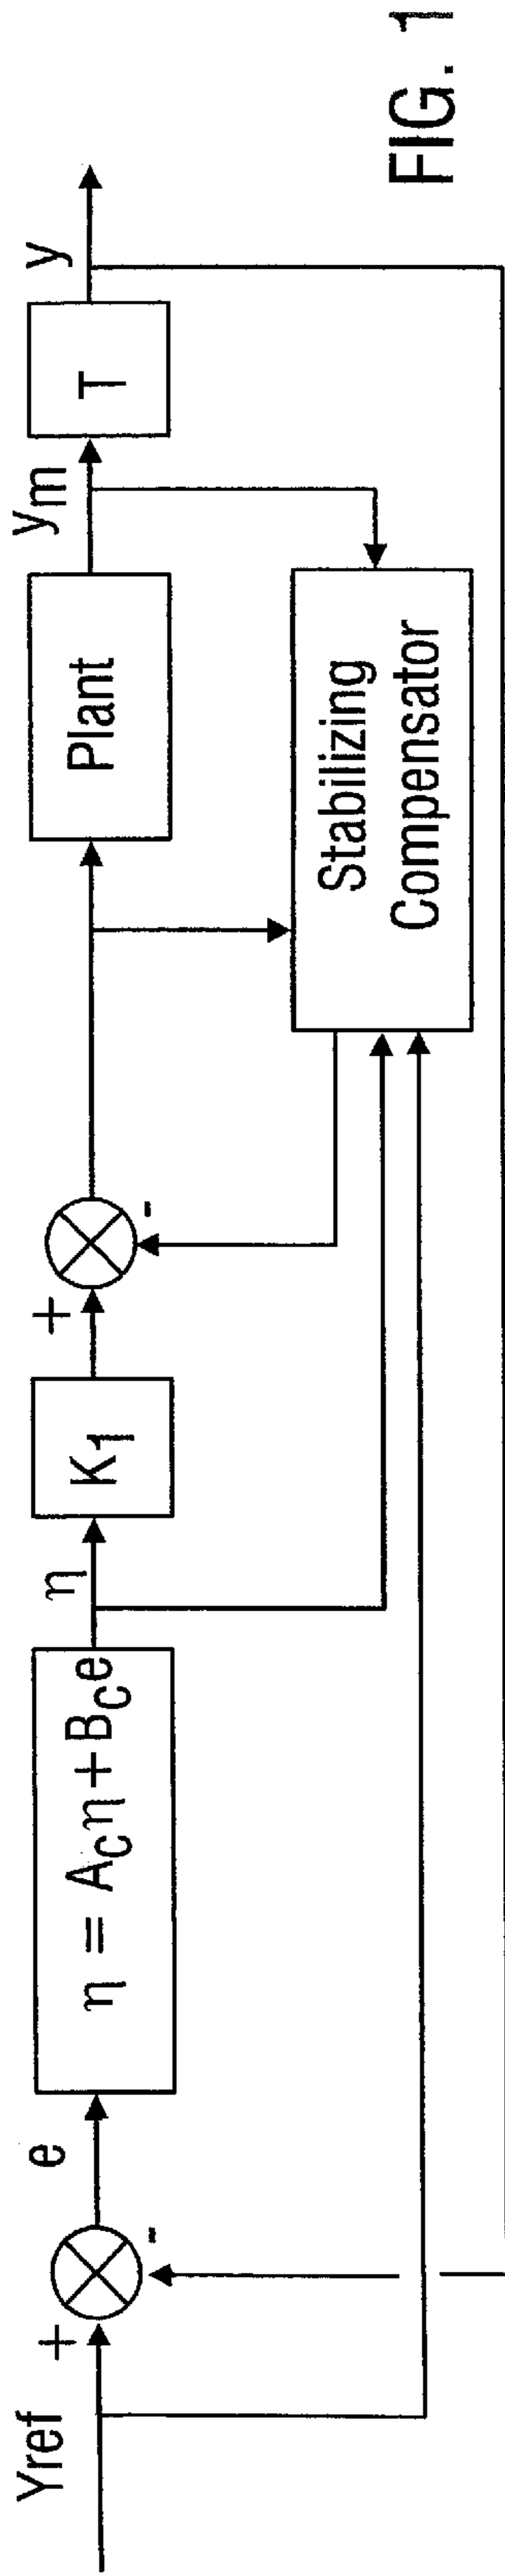 Yref
+
-
e
η = A_Cη + B_Ce
η
K_1
+
-
Plant
y_m
T
y
Stabilizing
Compensator
FIG. 1